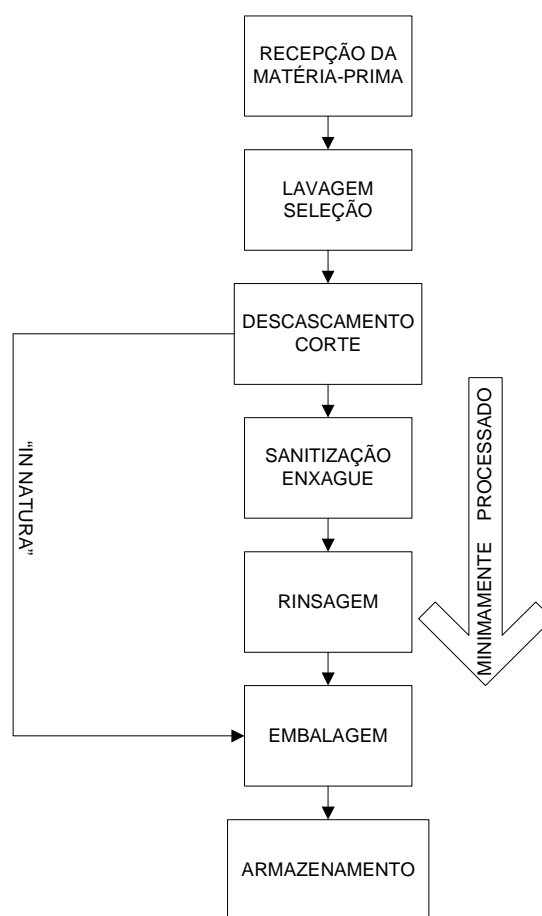 RECEPÇÃO DA
MATÉRIA-PRIMA
LAVAGEM
SELEÇÃO
DESCASCAMENTO
CORTE
SANITIZAÇÃO
ENXAGUE
RINSAGEM
EMBALAGEM
ARMAZENAMENTO
"IN NATURA"
MINIMAMENTE PROCESSADO